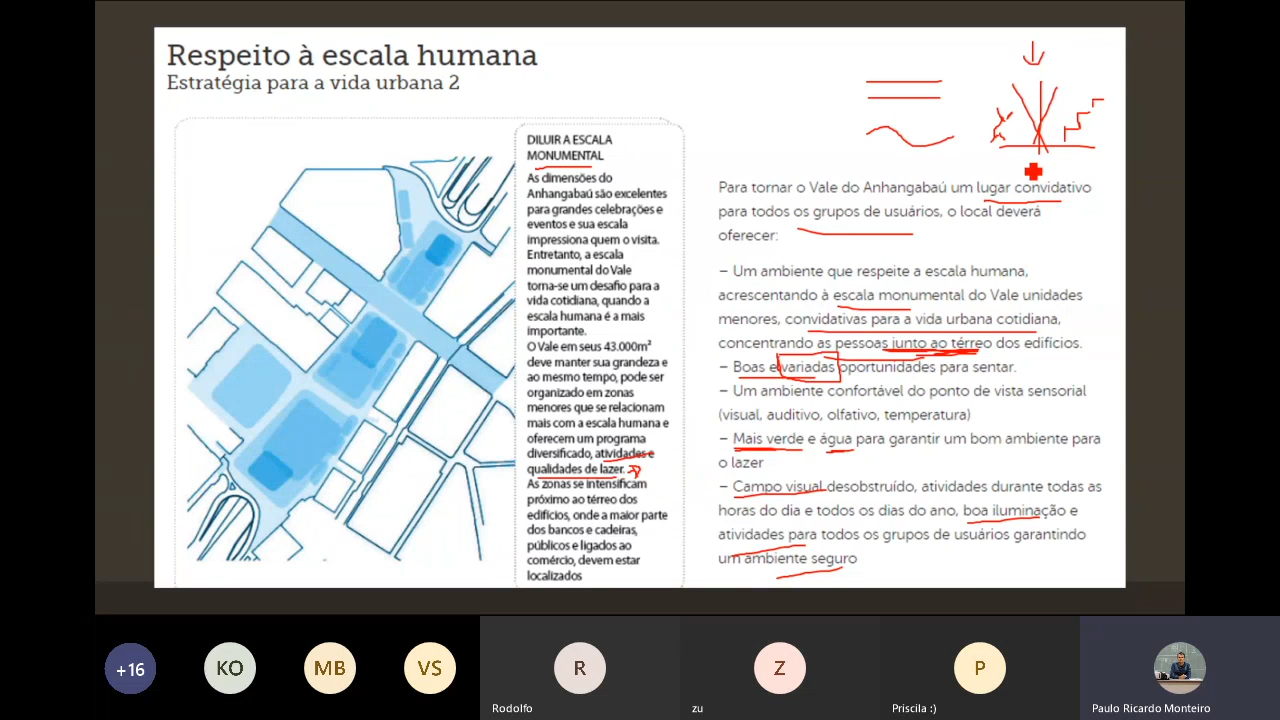 Respeito à escala humana
Estratégia para a vida urbana 2
DILUIR A ESCALA
MONUMENTAL
As dimensões do
Anhangabaú são excelentes
para grandes celebrações e
eventos e sua escala
impressiona quem o visita.
Entretanto, a escala
monumental do Vale
torna-se um desafio para a
vida cotidiana, quando a
escala humana é a mais
importante.
O Vale em seus 43.000m²
deve manter sua grandeza e
ao mesmo tempo, pode ser
organizado em zonas
menores que se relacionam
mais com a escala humana e
oferecem um programa
diversificado, atividades e
qualidades de lazer.
As zonas se intensificam
próximo ao térreo dos
edifícios, onde a maior parte
dos bancos e cadeiras,
públicos e ligados ao
comércio, devem estar
localizados
Para tornar o Vale do Anhangabaú um lugar convidativo
para todos os grupos de usuários, o local deverá
oferecer:
– Um ambiente que respeite a escala humana,
acrescentando à escala monumental do Vale unidades
menores, convidativas para a vida urbana cotidiana,
concentrando as pessoas junto ao térreo dos edifícios.
– Boas e variadas oportunidades para sentar.
– Um ambiente confortável do ponto de vista sensorial
(visual, auditivo, olfativo, temperatura)
– Mais verde e água para garantir um bom ambiente para
o lazer
– Campo visual desobstruído, atividades durante todas as
horas do dia e todos os dias do ano, boa iluminação e
atividades para todos os grupos de usuários garantindo
um ambiente seguro
+16
KO
MB
VS
R
Z
P
Rodolfo
zu
Priscila :)
Paulo Ricardo Monteiro